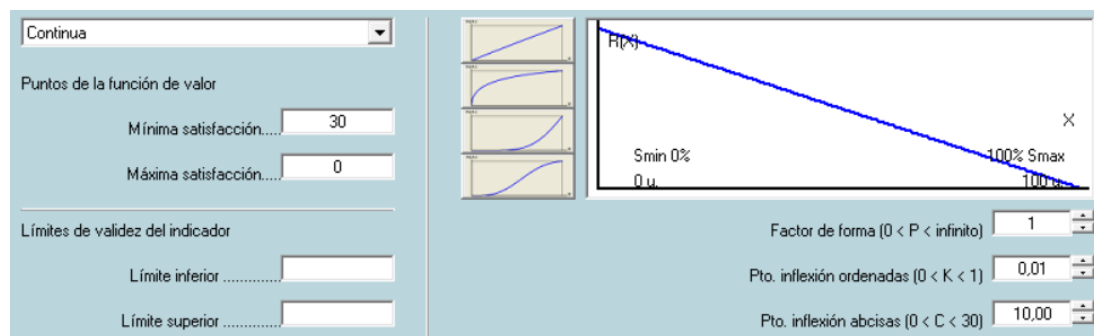 Continua
Puntos de la función de valor
Mínima satisfacción..... 30
Máxima satisfacción..... 0
Límites de validez del indicador
Límite inferior .............
Límite superior .............
R(X)
X
Smin 0% 100% Smax
0 u. 100 u.
Factor de forma (0 < P < infinito) 1
Pto. inflexión ordenadas (0 < K < 1) 0,01
Pto. inflexión abcisas (0 < C < 30) 10,00